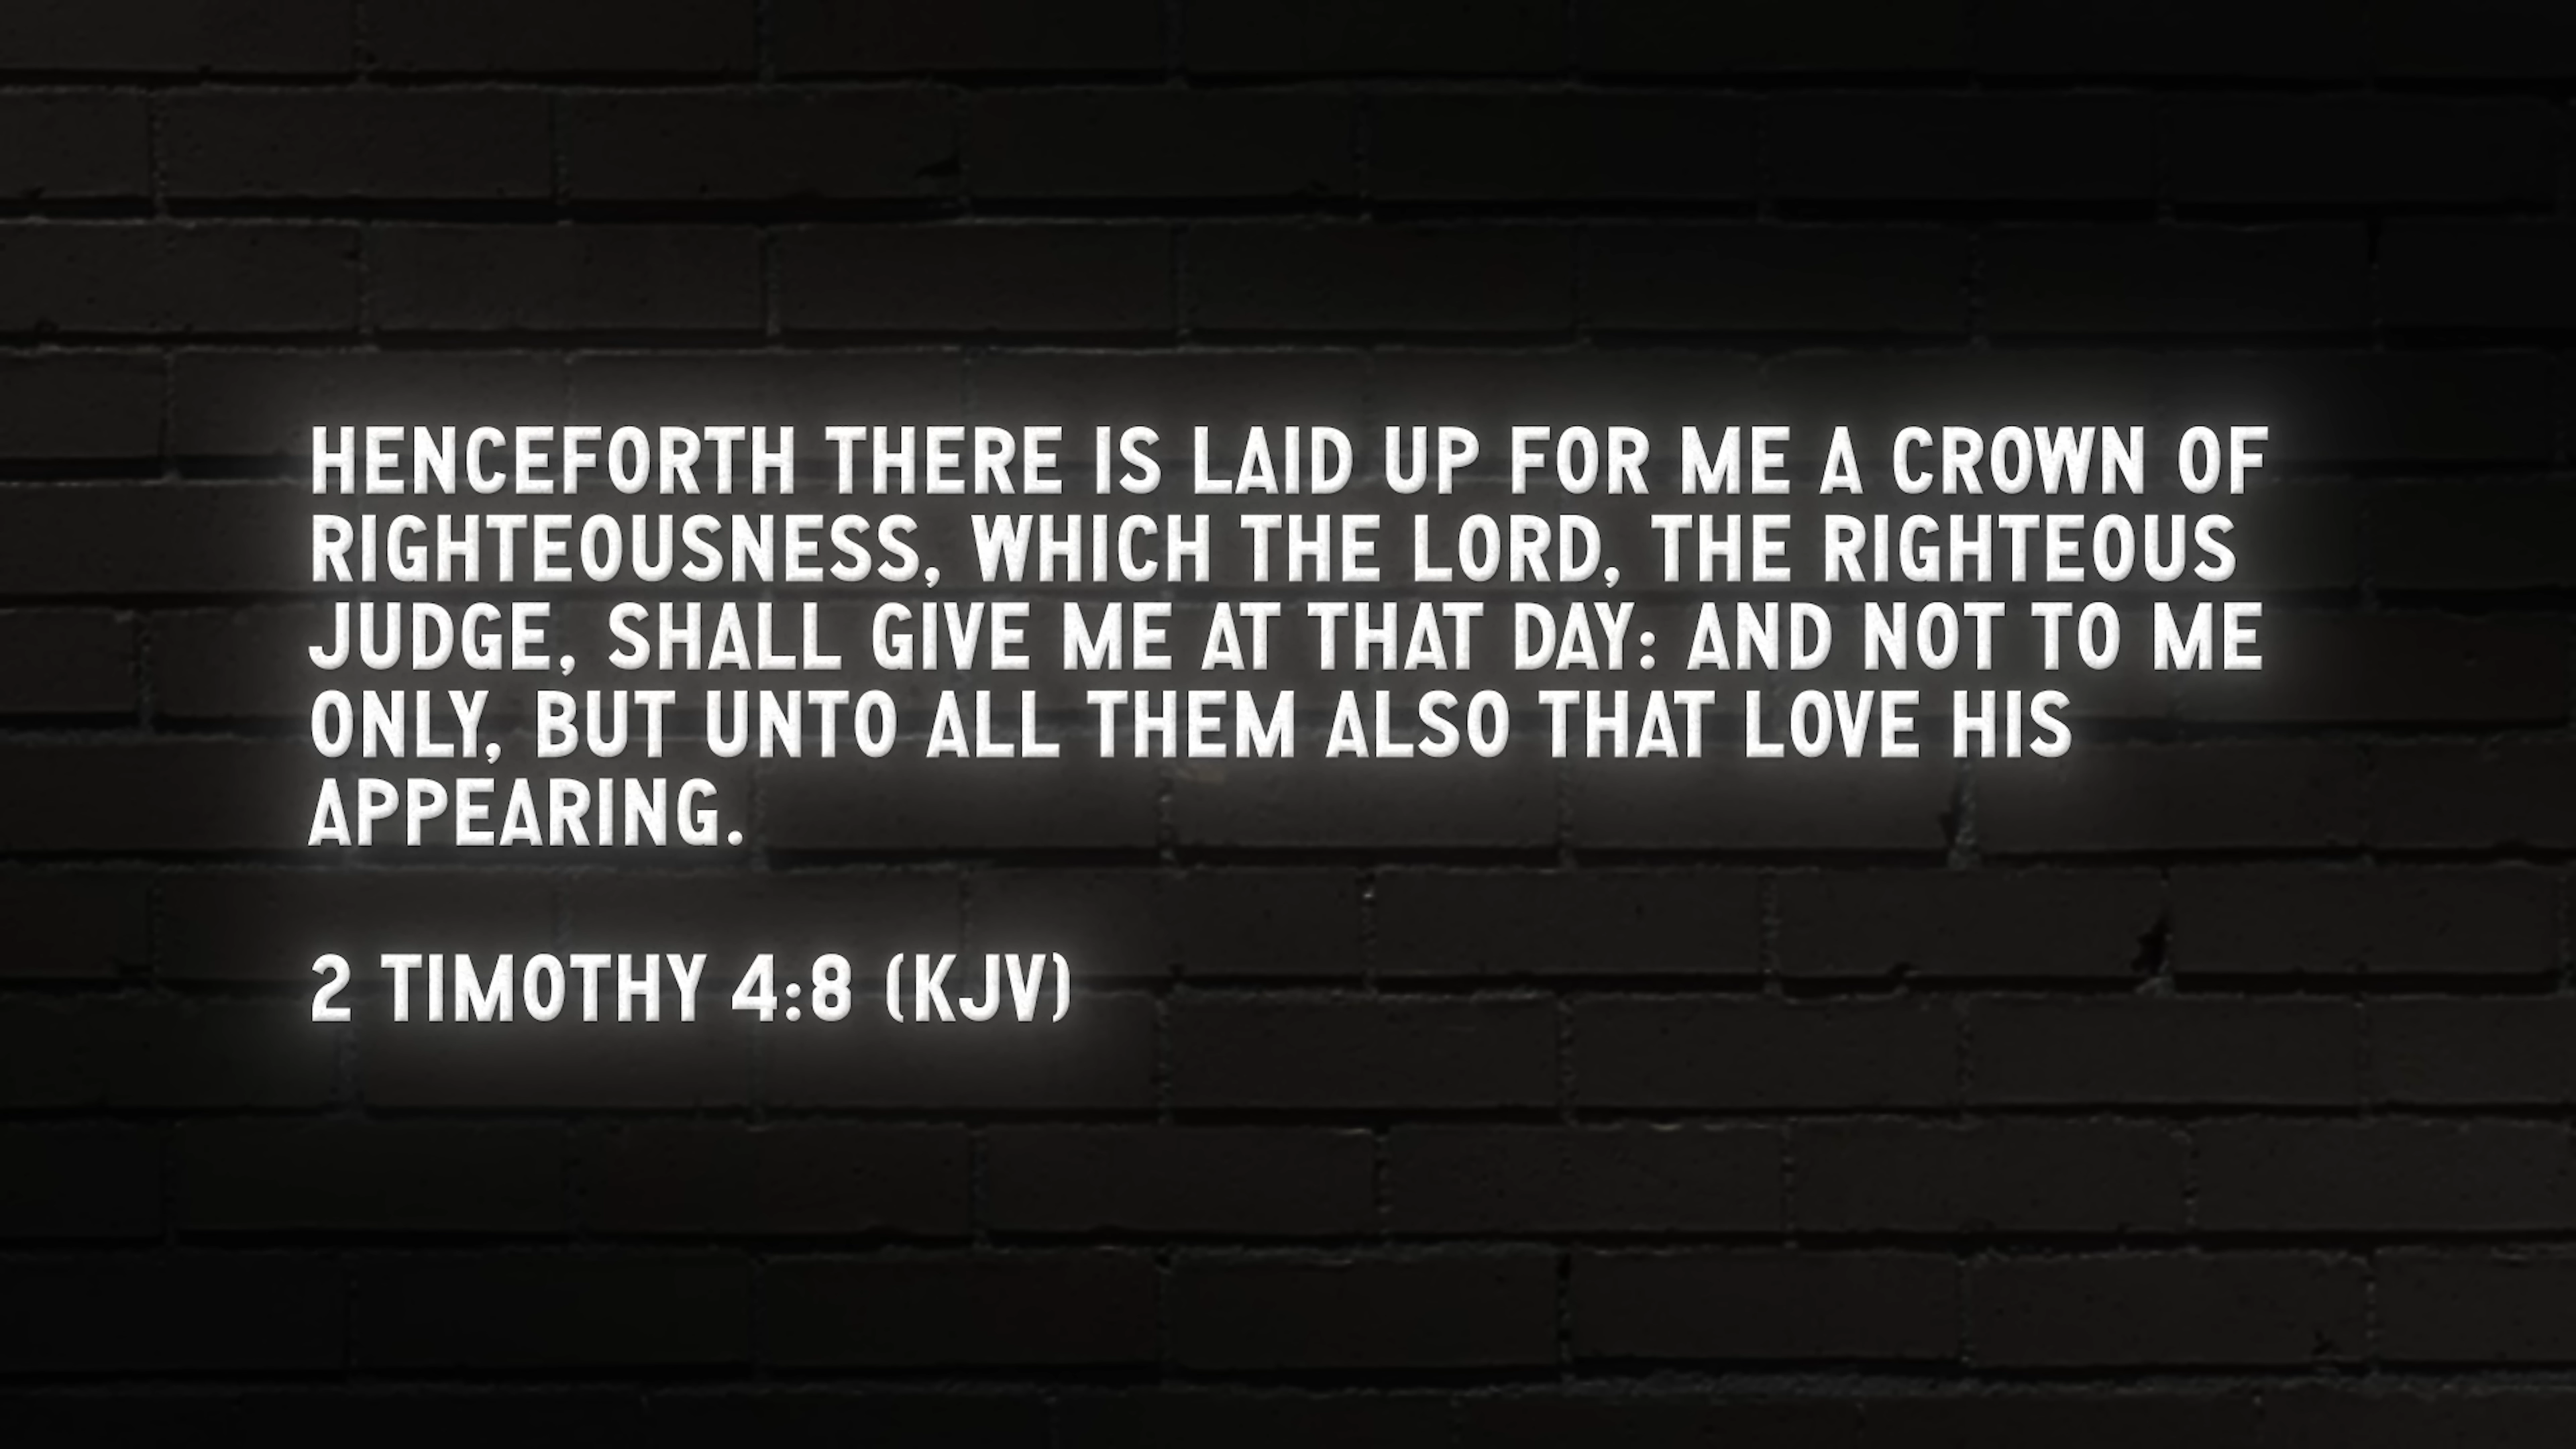 HENCEFORTH THERE IS LAID UP FOR ME A CROWN OF
RIGHTEOUSNESS, WHICH THE LORD, THE RIGHTEOUS
JUDGE, SHALL GIVE ME AT THAT DAY: AND NOT TO ME
ONLY, BUT UNTO ALL THEM ALSO THAT LOVE HIS
APPEARING.
2 TIMOTHY 4:8 (KJV)